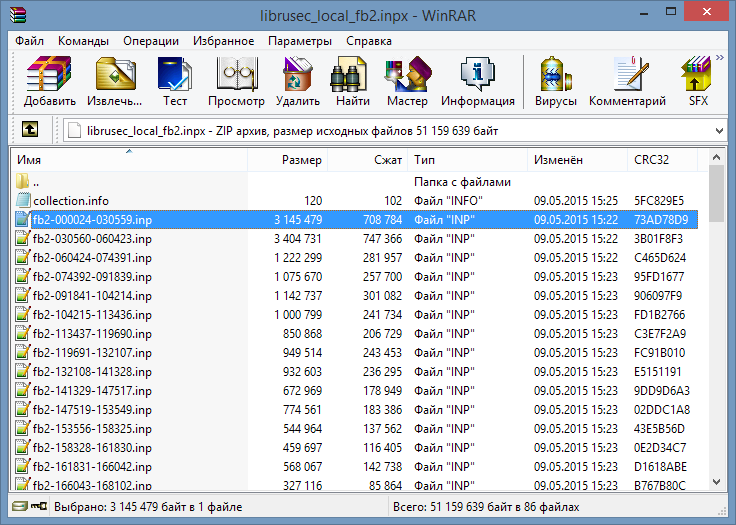 librusec_local_fb2.inpx - WinRAR
Файл Команды Операции Избранное Параметры Справка
Добавить Извлечь... Тест Просмотр Удалить Найти Мастер Информация Вирусы Комментарий SFX
librusec_local_fb2.inpx - ZIP архив, размер исходных файлов 51 159 639 байт
Имя Размер Сжат Тип Изменён CRC32
.. Папка с файлами
collection.info 120 102 Файл "INFO" 09.05.2015 15:25 5FC829E5
fb2-000024-030559.inp 3 145 479 708 784 Файл "INP" 09.05.2015 15:22 73AD78D9
fb2-030560-060423.inp 3 404 731 747 366 Файл "INP" 09.05.2015 15:22 3B01F8F3
fb2-060424-074391.inp 1 222 299 281 957 Файл "INP" 09.05.2015 15:22 C465D624
fb2-074392-091839.inp 1 075 670 257 700 Файл "INP" 09.05.2015 15:23 95FD1677
fb2-091841-104214.inp 1 142 737 301 082 Файл "INP" 09.05.2015 15:23 906097F9
fb2-104215-113436.inp 1 000 799 241 734 Файл "INP" 09.05.2015 15:23 FD1B2766
fb2-113437-119690.inp 850 868 206 729 Файл "INP" 09.05.2015 15:23 C3E7F2A9
fb2-119691-132107.inp 949 514 243 453 Файл "INP" 09.05.2015 15:23 FC91B010
fb2-132108-141328.inp 932 603 236 295 Файл "INP" 09.05.2015 15:23 E5151191
fb2-141329-147517.inp 672 969 178 949 Файл "INP" 09.05.2015 15:23 9DD9D6A3
fb2-147519-153549.inp 774 561 183 386 Файл "INP" 09.05.2015 15:23 02DDC1A8
fb2-153556-158325.inp 544 964 137 562 Файл "INP" 09.05.2015 15:23 43E5B56D
fb2-158328-161830.inp 459 697 116 405 Файл "INP" 09.05.2015 15:23 0E2D34C7
fb2-161831-166042.inp 568 067 142 738 Файл "INP" 09.05.2015 15:23 D1618ABE
fb2-166043-168102.inp 327 116 85 864 Файл "INP" 09.05.2015 15:23 B767B80C
Выбрано: 3 145 479 байт в 1 файле Всего: 51 159 639 байт в 86 файлах